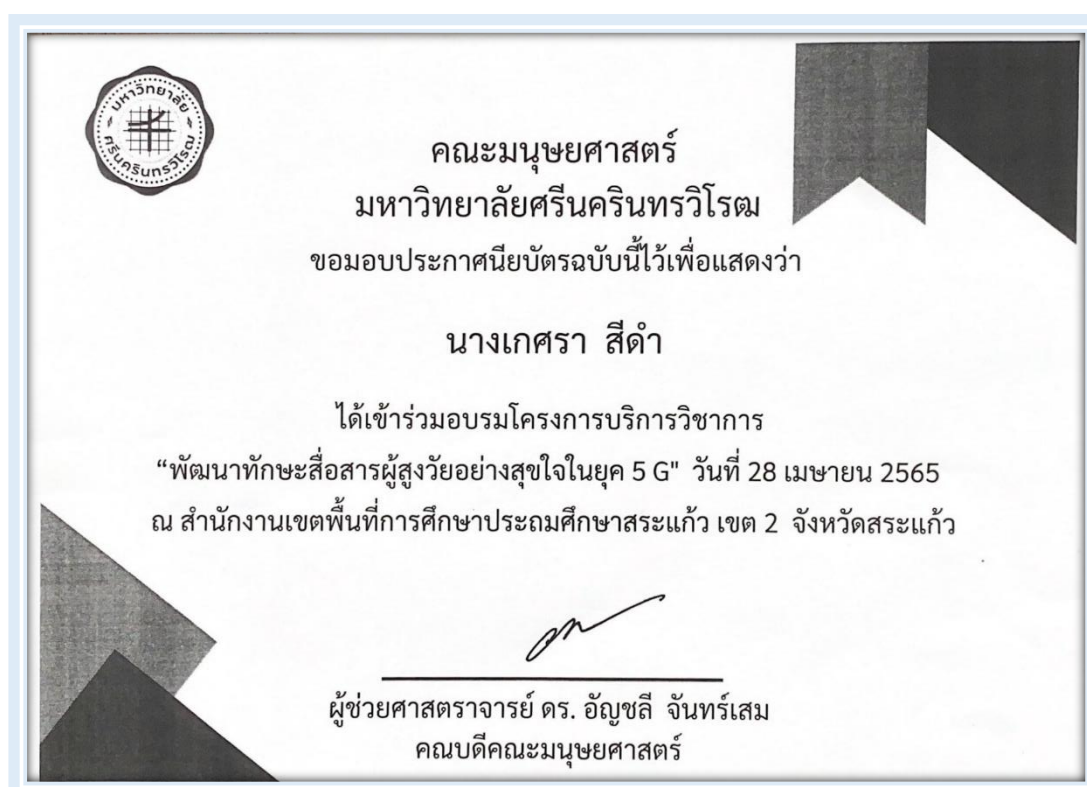 มหาวิทยาลัย
ศรีนครินทรวิโรฒ
คณะมนุษยศาสตร์
มหาวิทยาลัยศรีนครินทรวิโรฒ
ขอมอบประกาศนียบัตรฉบับนี้ไว้เพื่อแสดงว่า
นางเกศรา สีดำ
ได้เข้าร่วมอบรมโครงการบริการวิชาการ
“พัฒนาทักษะสื่อสารผู้สูงวัยอย่างสุขใจในยุค 5 G" วันที่ 28 เมษายน 2565
ณ สำนักงานเขตพื้นที่การศึกษาประถมศึกษาสระแก้ว เขต 2 จังหวัดสระแก้ว
ผู้ช่วยศาสตราจารย์ ดร. อัญชลี จันทร์เสม
คณบดีคณะมนุษยศาสตร์